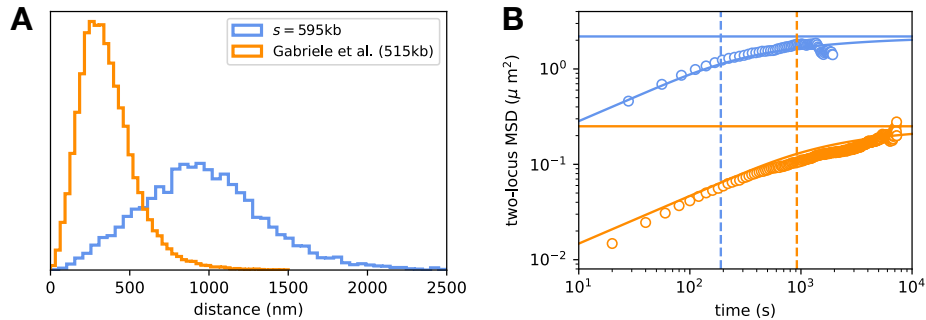 A
s = 595kb
Gabriele et al. (515kb)
0 500 1000 1500 2000 2500
distance (nm)
B
two-locus MSD (μ m²)
10⁰
10⁻¹
10⁻²
10¹ 10² 10³ 10⁴
time (s)